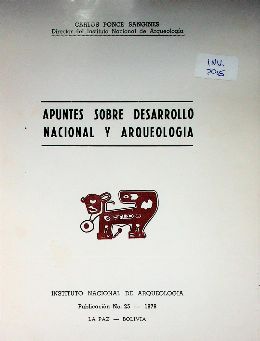 CARLOS PONCE SANGINES
Director del Instituto Nacional de Arqueología
INV.
7015
APUNTES SOBRE DESARROLLO
NACIONAL Y ARQUEOLOGIA
INSTITUTO NACIONAL DE ARQUEOLOGIA
Publicación No. 25 — 1978
LA PAZ — BOLIVIA